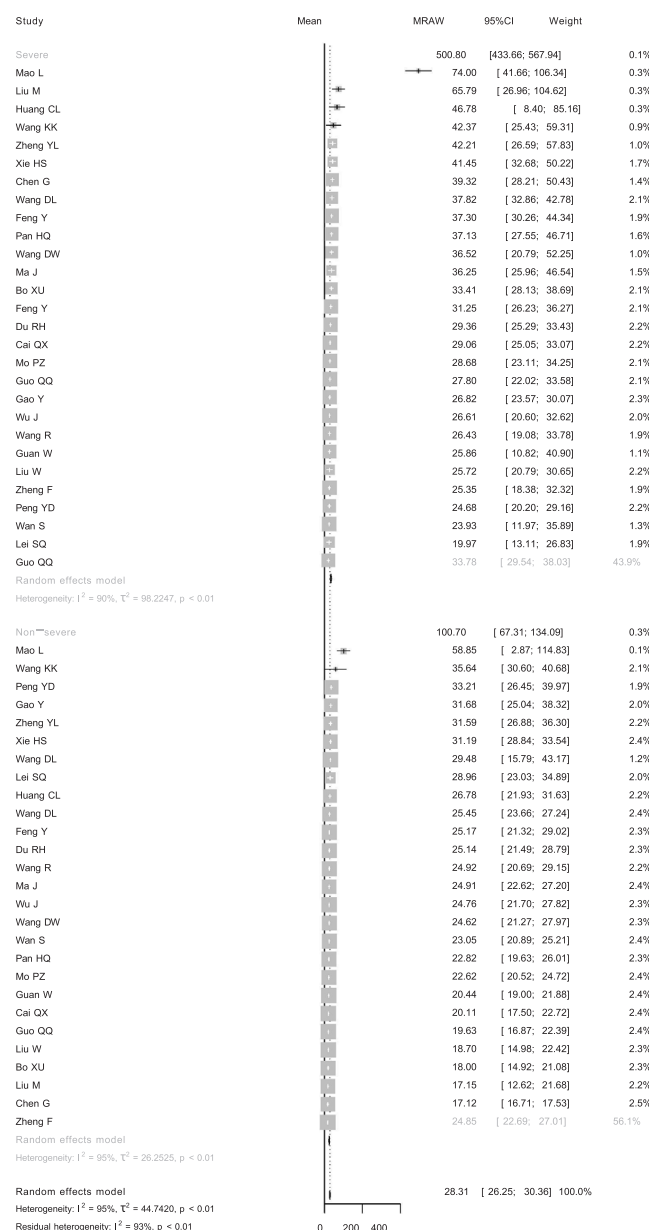 Study Mean MRAW 95%CI Weight
Severe 500.80 [433.66; 567.94] 0.1%
Mao L 74.00 [ 41.66; 106.34] 0.3%
Liu M 65.79 [ 26.96; 104.62] 0.3%
Huang CL 46.78 [ 8.40; 85.16] 0.3%
Wang KK 42.37 [ 25.43; 59.31] 0.9%
Zheng YL 42.21 [ 26.59; 57.83] 1.0%
Xie HS 41.45 [ 32.68; 50.22] 1.7%
Chen G 39.32 [ 28.21; 50.43] 1.4%
Wang DL 37.82 [ 32.86; 42.78] 2.1%
Feng Y 37.30 [ 30.26; 44.34] 1.9%
Pan HQ 37.13 [ 27.55; 46.71] 1.6%
Wang DW 36.52 [ 20.79; 52.25] 1.0%
Ma J 36.25 [ 25.96; 46.54] 1.5%
Bo XU 33.41 [ 28.13; 38.69] 2.1%
Feng Y 31.25 [ 26.23; 36.27] 2.1%
Du RH 29.36 [ 25.29; 33.43] 2.2%
Cai QX 29.06 [ 25.05; 33.07] 2.2%
Mo PZ 28.68 [ 23.11; 34.25] 2.1%
Guo QQ 27.80 [ 22.02; 33.58] 2.1%
Gao Y 26.82 [ 23.57; 30.07] 2.3%
Wu J 26.61 [ 20.60; 32.62] 2.0%
Wang R 26.43 [ 19.08; 33.78] 1.9%
Guan W 25.86 [ 10.82; 40.90] 1.1%
Liu W 25.72 [ 20.79; 30.65] 2.2%
Zheng F 25.35 [ 18.38; 32.32] 1.9%
Peng YD 24.68 [ 20.20; 29.16] 2.2%
Wan S 23.93 [ 11.97; 35.89] 1.3%
Lei SQ 19.97 [ 13.11; 26.83] 1.9%
Guo QQ 33.78 [ 29.54; 38.03] 43.9%
Random effects model
Heterogeneity: I² = 90%, τ² = 98.2247, p < 0.01
Non—severe 100.70 [ 67.31; 134.09] 0.3%
Mao L 58.85 [ 2.87; 114.83] 0.1%
Wang KK 35.64 [ 30.60; 40.68] 2.1%
Peng YD 33.21 [ 26.45; 39.97] 1.9%
Gao Y 31.68 [ 25.04; 38.32] 2.0%
Zheng YL 31.59 [ 26.88; 36.30] 2.2%
Xie HS 31.19 [ 28.84; 33.54] 2.4%
Wang DL 29.48 [ 15.79; 43.17] 1.2%
Lei SQ 28.96 [ 23.03; 34.89] 2.0%
Huang CL 26.78 [ 21.93; 31.63] 2.2%
Wang DL 25.45 [ 23.66; 27.24] 2.4%
Feng Y 25.17 [ 21.32; 29.02] 2.3%
Du RH 25.14 [ 21.49; 28.79] 2.3%
Wang R 24.92 [ 20.69; 29.15] 2.2%
Ma J 24.91 [ 22.62; 27.20] 2.4%
Wu J 24.76 [ 21.70; 27.82] 2.3%
Wang DW 24.62 [ 21.27; 27.97] 2.3%
Wan S 23.05 [ 20.89; 25.21] 2.4%
Pan HQ 22.82 [ 19.63; 26.01] 2.3%
Mo PZ 22.62 [ 20.52; 24.72] 2.4%
Guan W 20.44 [ 19.00; 21.88] 2.4%
Cai QX 20.11 [ 17.50; 22.72] 2.4%
Guo QQ 19.63 [ 16.87; 22.39] 2.4%
Liu W 18.70 [ 14.98; 22.42] 2.3%
Bo XU 18.00 [ 14.92; 21.08] 2.3%
Liu M 17.15 [ 12.62; 21.68] 2.2%
Chen G 17.12 [ 16.71; 17.53] 2.5%
Zheng F 24.85 [ 22.69; 27.01] 56.1%
Random effects model
Heterogeneity: I² = 95%, τ² = 26.2525, p < 0.01
Random effects model 28.31 [ 26.25; 30.36] 100.0%
Heterogeneity: I² = 95%, τ² = 44.7420, p < 0.01
Residual heterogeneity: I² = 93%, p < 0.01 0 200 400